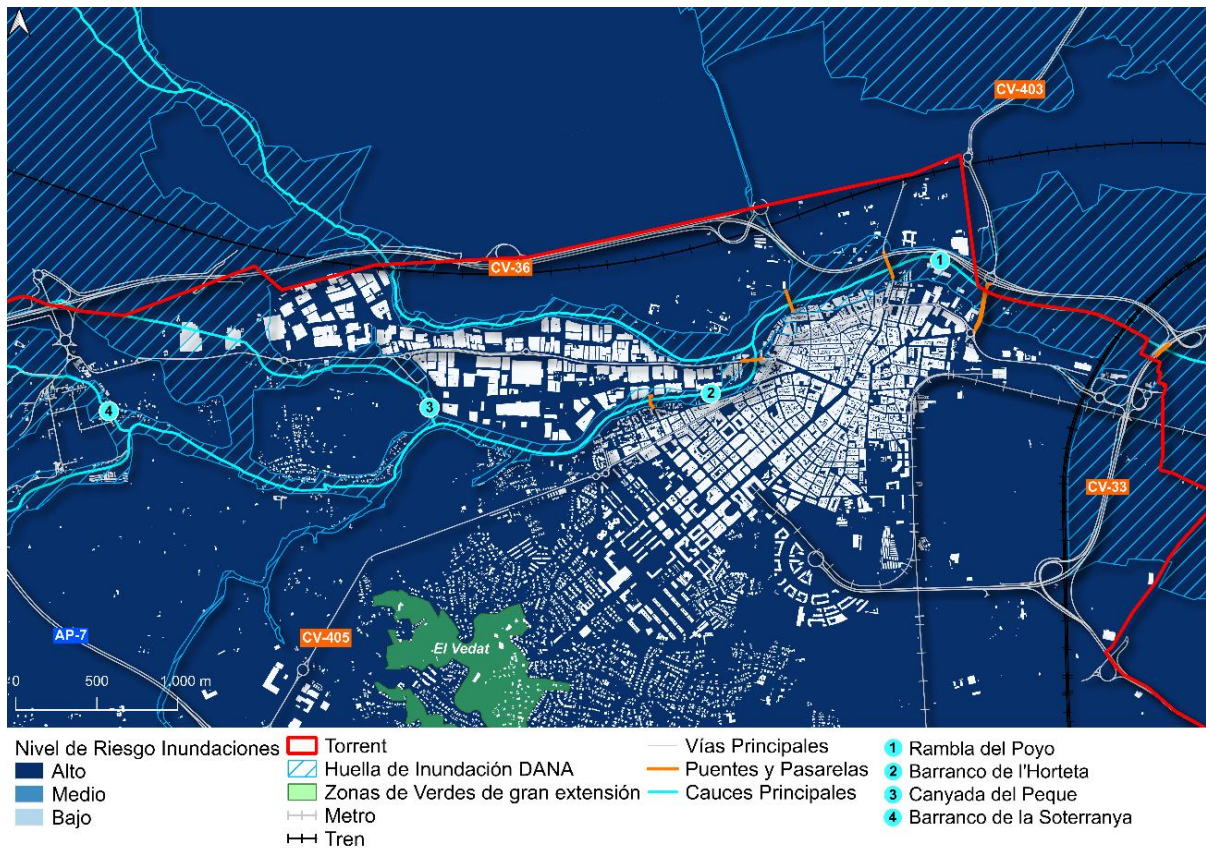 CV-403
1
CV-36
3
2
4
CV-33
AP-7
CV-405
El Vedat
0 500 1.000 m
Nivel de Riesgo Inundaciones
Alto
Medio
Bajo
Torrent
Huella de Inundación DANA
Zonas de Verdes de gran extensión
Metro
Tren
Vías Principales
Puentes y Pasarelas
Cauces Principales
1 Rambla del Poyo
2 Barranco de l'Horteta
3 Canyada del Peque
4 Barranco de la Soterranya